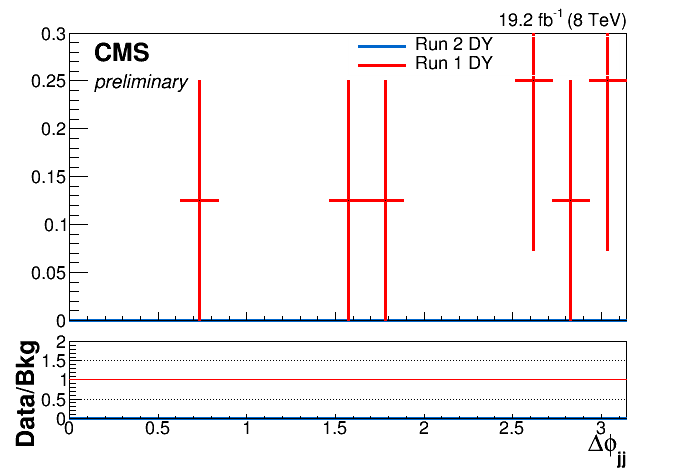 19.2 fb-1 (8 TeV)
CMS
preliminary
Run 2 DY
Run 1 DY
0.3
0.25
0.2
0.15
0.1
0.05
0
Data/Bkg
2
1.5
1
0.5
0
0 0.5 1 1.5 2 2.5 3
Δϕjj